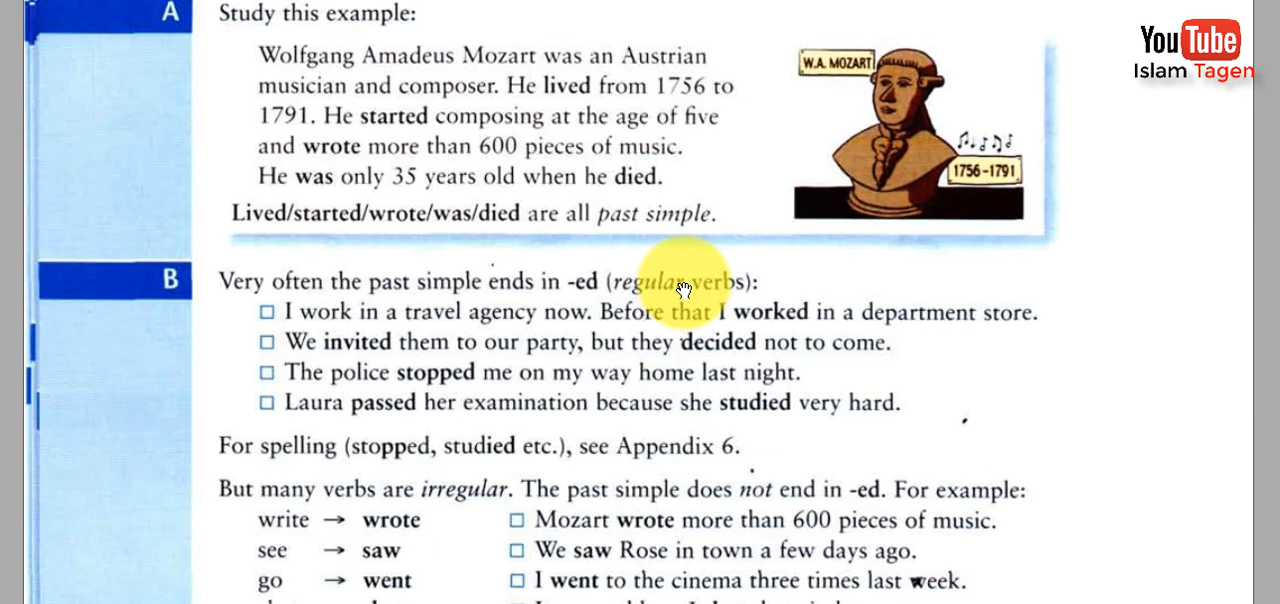 A
Study this example:
Wolfgang Amadeus Mozart was an Austrian
musician and composer. He lived from 1756 to
1791. He started composing at the age of five
and wrote more than 600 pieces of music.
He was only 35 years old when he died.
Lived/started/wrote/was/died are all past simple.
W.A. MOZART
1756-1791
YouTube
Islam Tagen
B
Very often the past simple ends in -ed (regular verbs):
I work in a travel agency now. Before that I worked in a department store.
We invited them to our party, but they decided not to come.
The police stopped me on my way home last night.
Laura passed her examination because she studied very hard.
For spelling (stopped, studied etc.), see Appendix 6.
But many verbs are irregular. The past simple does not end in -ed. For example:
write → wrote Mozart wrote more than 600 pieces of music.
see → saw We saw Rose in town a few days ago.
go → went I went to the cinema three times last week.